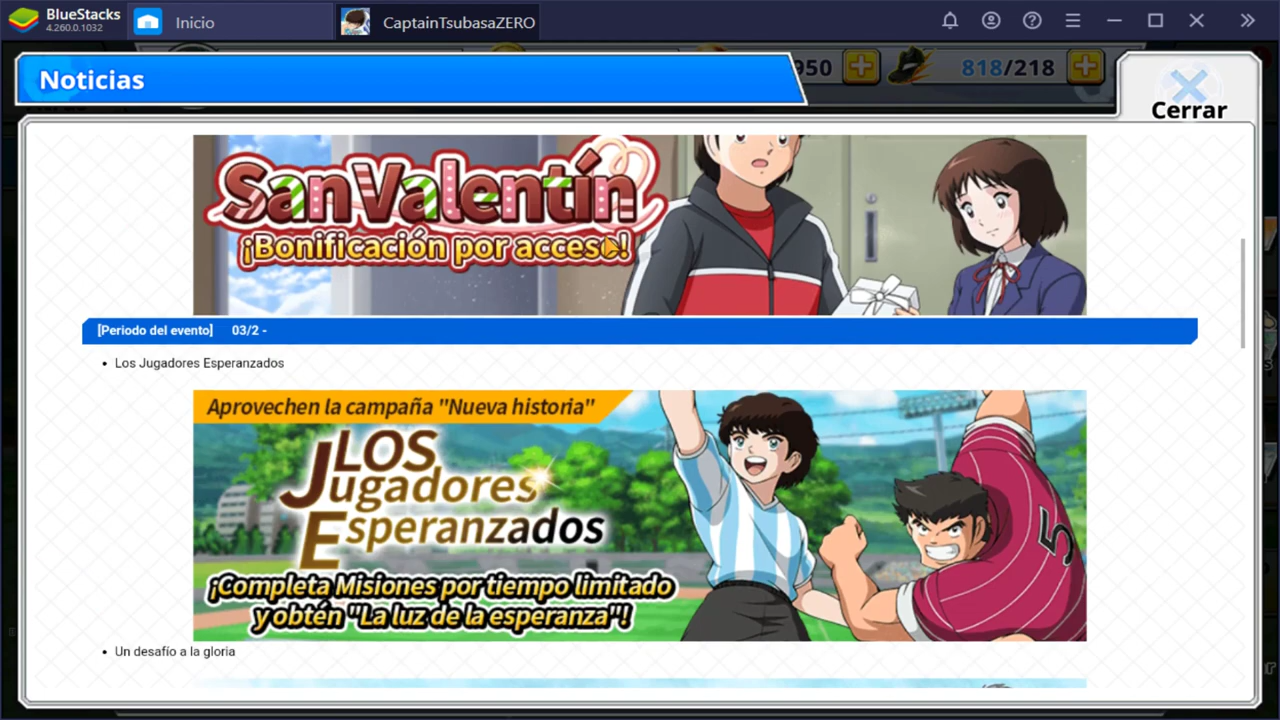 BlueStacks
4.260.0.1032
Inicio
CaptainTsubasaZERO
Noticias
950
818/218
Cerrar
San Valentín
¡Bonificación por acceso!
[Periodo del evento] 03/2 -
• Los Jugadores Esperanzados
Aprovechen la campaña "Nueva historia"
LOS
Jugadores
Esperanzados
¡Completa Misiones por tiempo limitado
y obtén "La luz de la esperanza"!
5
• Un desafío a la gloria